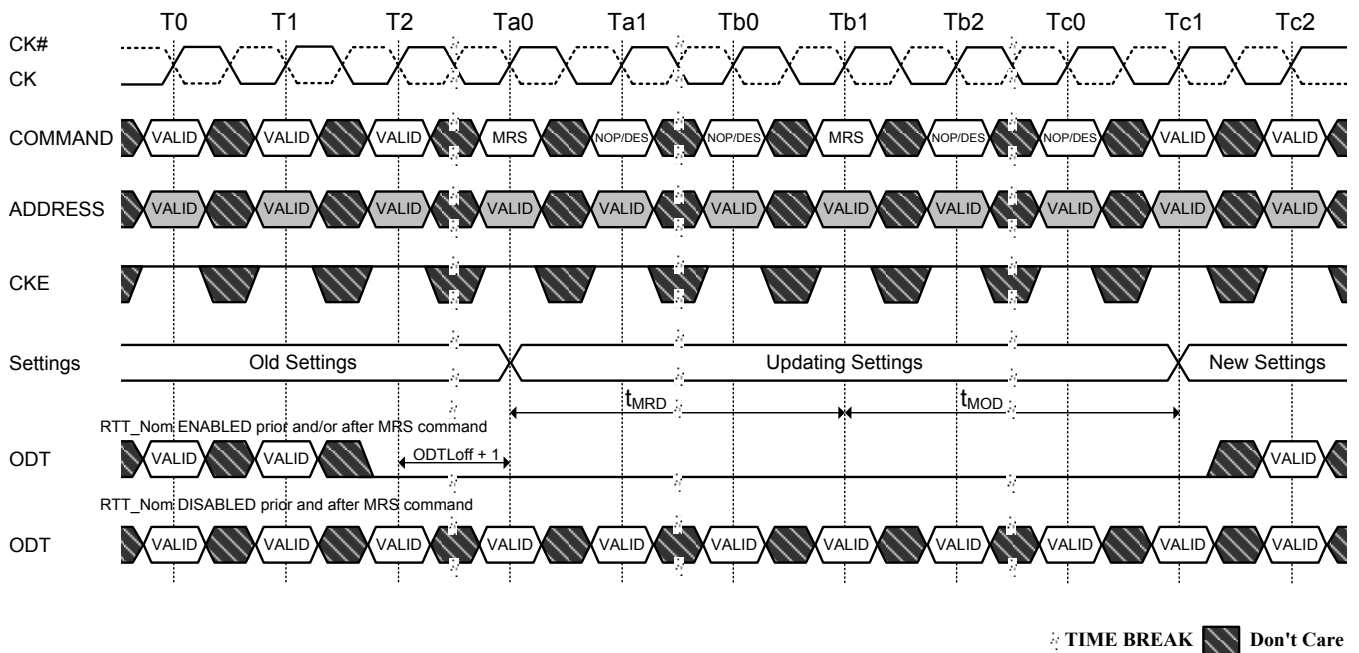 T0 T1 T2 Ta0 Ta1 Tb0 Tb1 Tb2 Tc0 Tc1 Tc2
CK#
CK
COMMAND VALID VALID VALID MRS NOP/DES NOP/DES MRS NOP/DES NOP/DES VALID VALID
ADDRESS VALID VALID VALID VALID VALID VALID VALID VALID VALID VALID VALID
CKE
Settings Old Settings Updating Settings New Settings
tMRD tMOD
RTT_Nom ENABLED prior and/or after MRS command
ODT VALID VALID ODTLoff + 1 VALID
RTT_Nom DISABLED prior and after MRS command
ODT VALID VALID VALID VALID VALID VALID VALID VALID VALID VALID VALID
TIME BREAK Don't Care